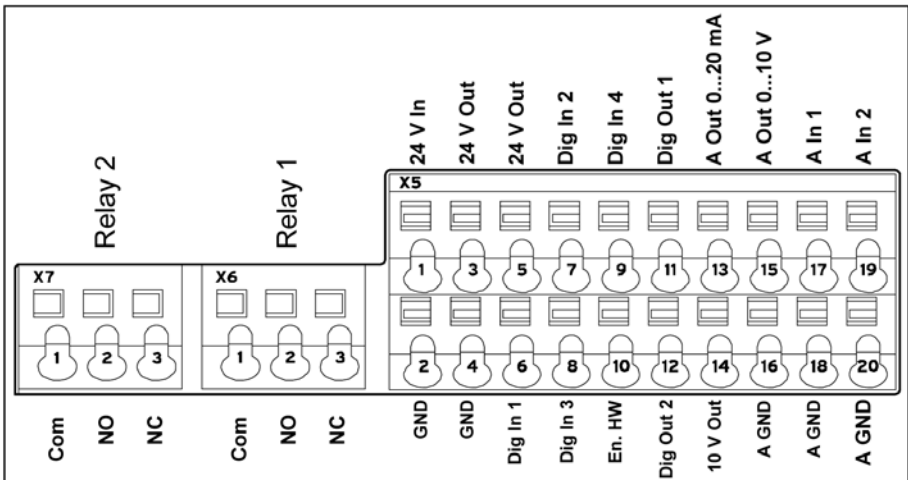 24 V In
24 V Out
24 V Out
Dig In 2
Dig In 4
Dig Out 1
A Out 0...20 mA
A Out 0...10 V
A In 1
A In 2
Relay 2
Relay 1
X5
1 3 5 7 9 11 13 15 17 19
X7
X6
1 2 3
1 2 3
2 4 6 8 10 12 14 16 18 20
Com
NO
NC
Com
NO
NC
GND
GND
Dig In 1
Dig In 3
En. HW
Dig Out 2
10 V Out
A GND
A GND
A GND